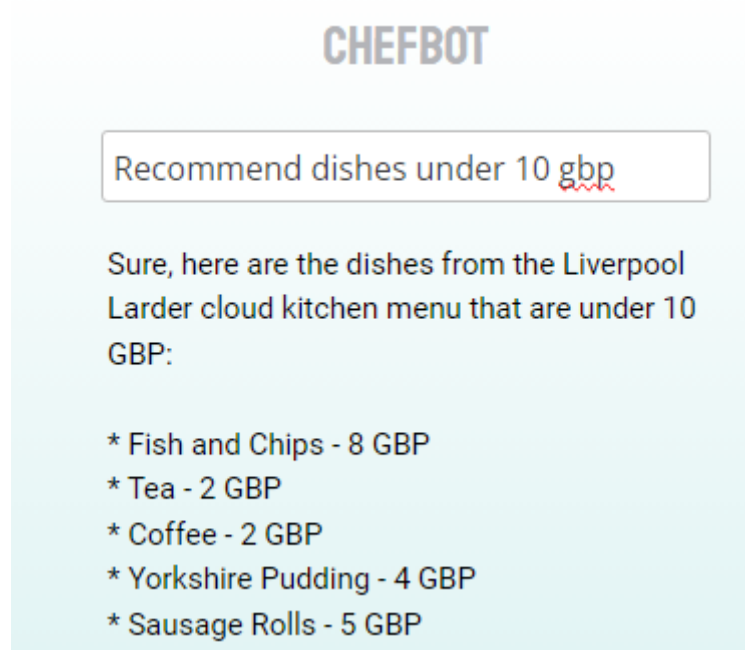 CHEFBOT
Recommend dishes under 10 gbp
Sure, here are the dishes from the Liverpool
Larder cloud kitchen menu that are under 10
GBP:
* Fish and Chips - 8 GBP
* Tea - 2 GBP
* Coffee - 2 GBP
* Yorkshire Pudding - 4 GBP
* Sausage Rolls - 5 GBP